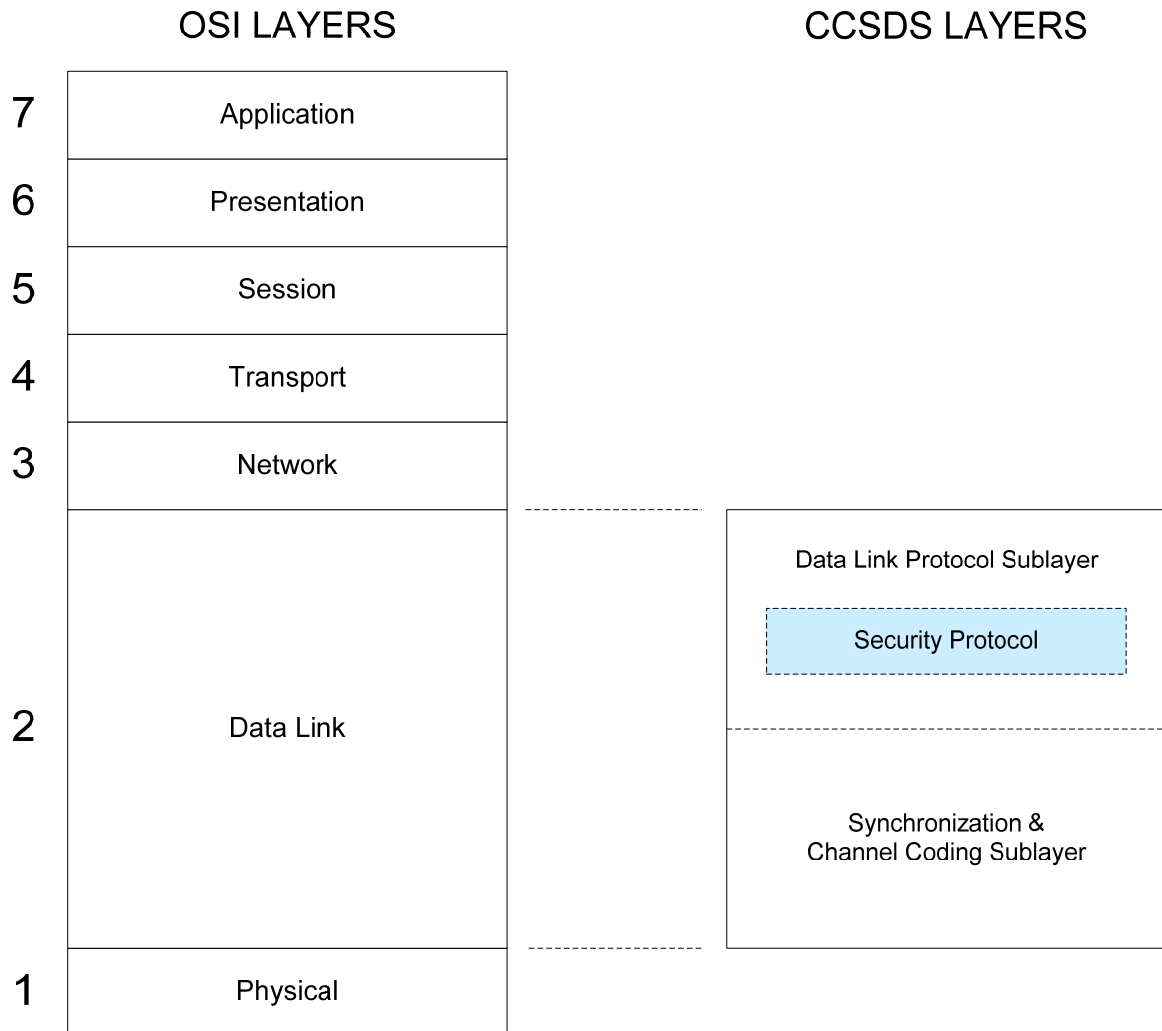 OSI LAYERS
CCSDS LAYERS
7
Application
6
Presentation
5
Session
4
Transport
3
Network
2
Data Link
Data Link Protocol Sublayer
Security Protocol
Synchronization &
Channel Coding Sublayer
1
Physical